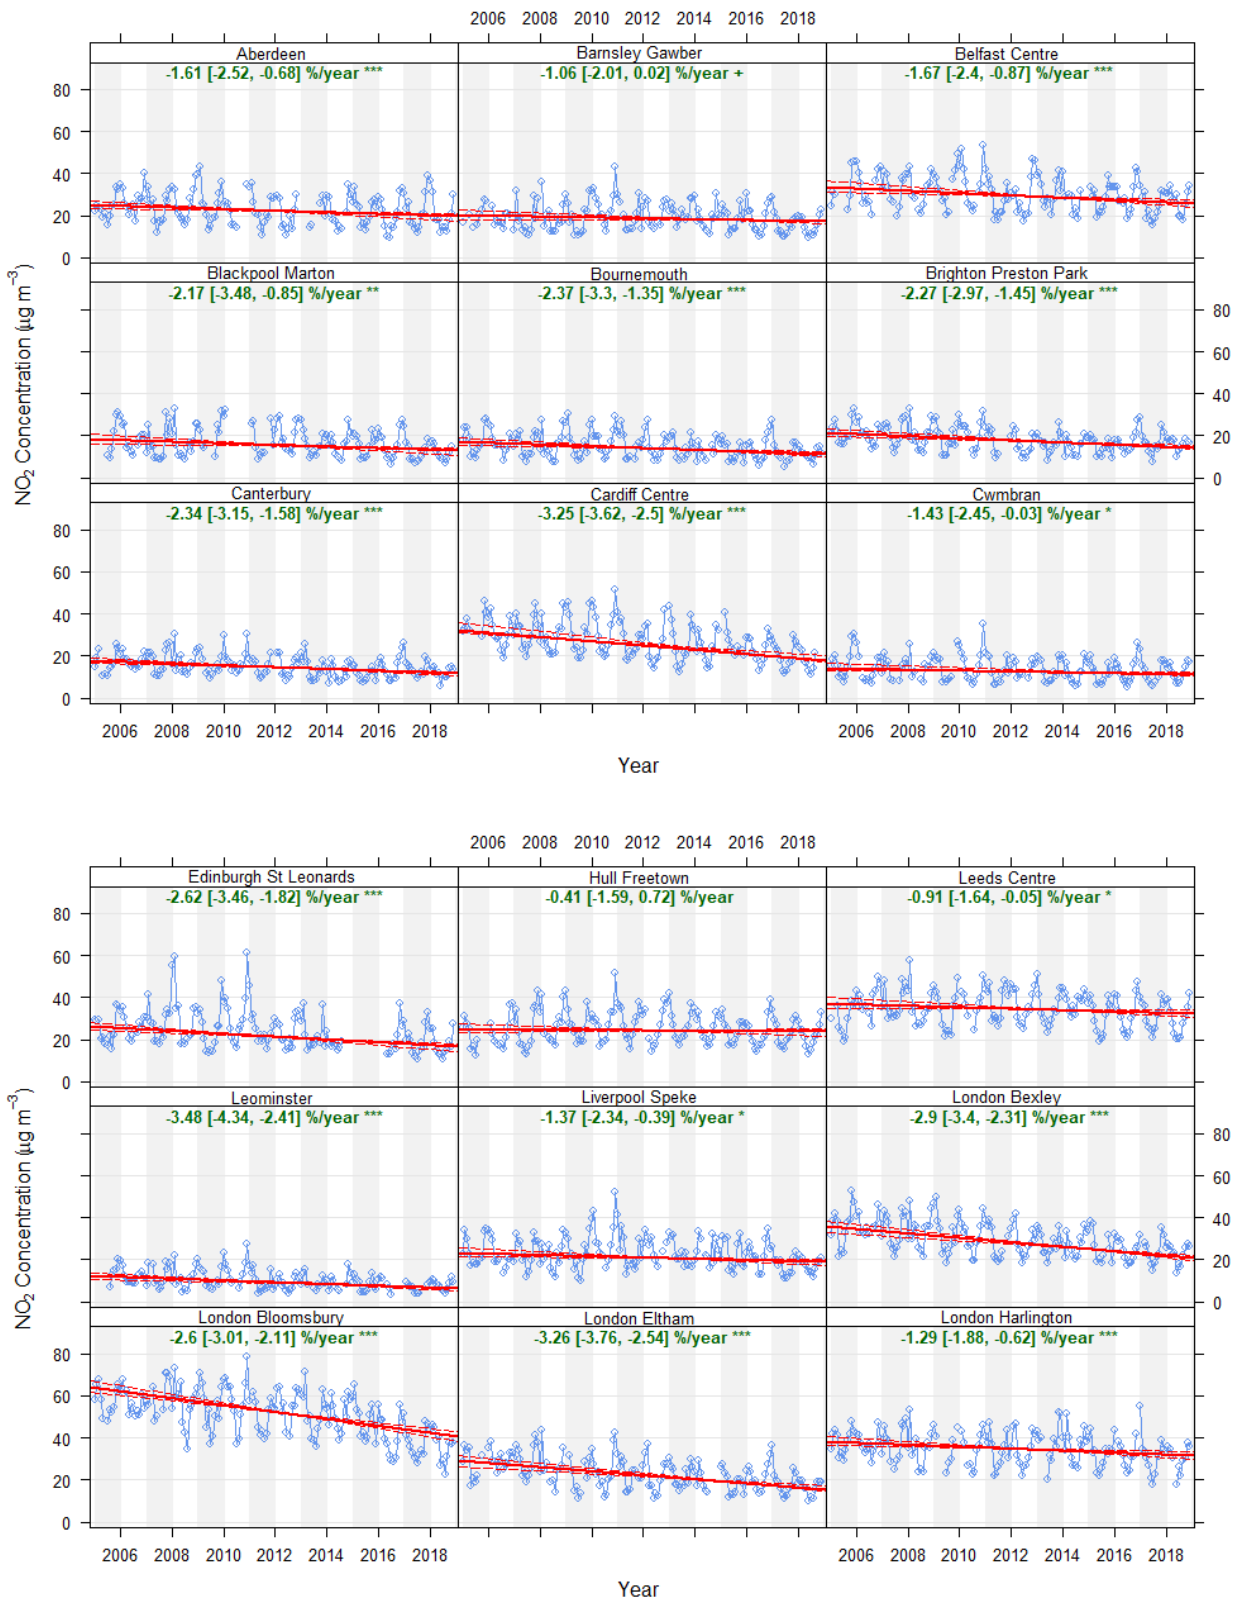 2006 2008 2010 2012 2014 2016 2018
Aberdeen Barnsley Gawber Belfast Centre
-1.61 [-2.52, -0.68] %/year *** -1.06 [-2.01, 0.02] %/year + -1.67 [-2.4, -0.87] %/year ***
80
60
40
20
0
Blackpool Marton Bournemouth Brighton Preston Park
-2.17 [-3.48, -0.85] %/year ** -2.37 [-3.3, -1.35] %/year *** -2.27 [-2.97, -1.45] %/year ***
80
60
40
20
0
NO₂ Concentration (µg m⁻³)
Canterbury Cardiff Centre Cwmbran
-2.34 [-3.15, -1.58] %/year *** -3.25 [-3.62, -2.5] %/year *** -1.43 [-2.45, -0.03] %/year *
80
60
40
20
0
2006 2008 2010 2012 2014 2016 2018 2006 2008 2010 2012 2014 2016 2018
Year
2006 2008 2010 2012 2014 2016 2018
Edinburgh St Leonards Hull Freetown Leeds Centre
-2.62 [-3.46, -1.82] %/year *** -0.41 [-1.59, 0.72] %/year -0.91 [-1.64, -0.05] %/year *
80
60
40
20
0
Leominster Liverpool Speke London Bexley
-3.48 [-4.34, -2.41] %/year *** -1.37 [-2.34, -0.39] %/year * -2.9 [-3.4, -2.31] %/year ***
80
60
40
20
0
NO₂ Concentration (µg m⁻³)
London Bloomsbury London Eltham London Harlington
-2.6 [-3.01, -2.11] %/year *** -3.26 [-3.76, -2.54] %/year *** -1.29 [-1.88, -0.62] %/year ***
80
60
40
20
0
2006 2008 2010 2012 2014 2016 2018 2006 2008 2010 2012 2014 2016 2018
Year